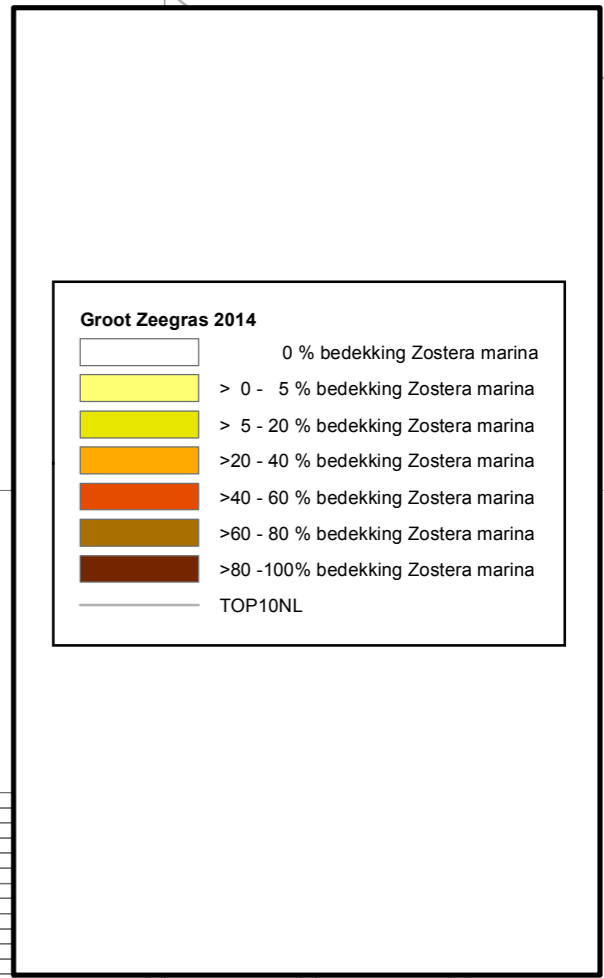 Groot Zeegras 2014
0 % bedekking Zostera marina
> 0 - 5 % bedekking Zostera marina
> 5 - 20 % bedekking Zostera marina
>20 - 40 % bedekking Zostera marina
>40 - 60 % bedekking Zostera marina
>60 - 80 % bedekking Zostera marina
>80 -100% bedekking Zostera marina
TOP10NL